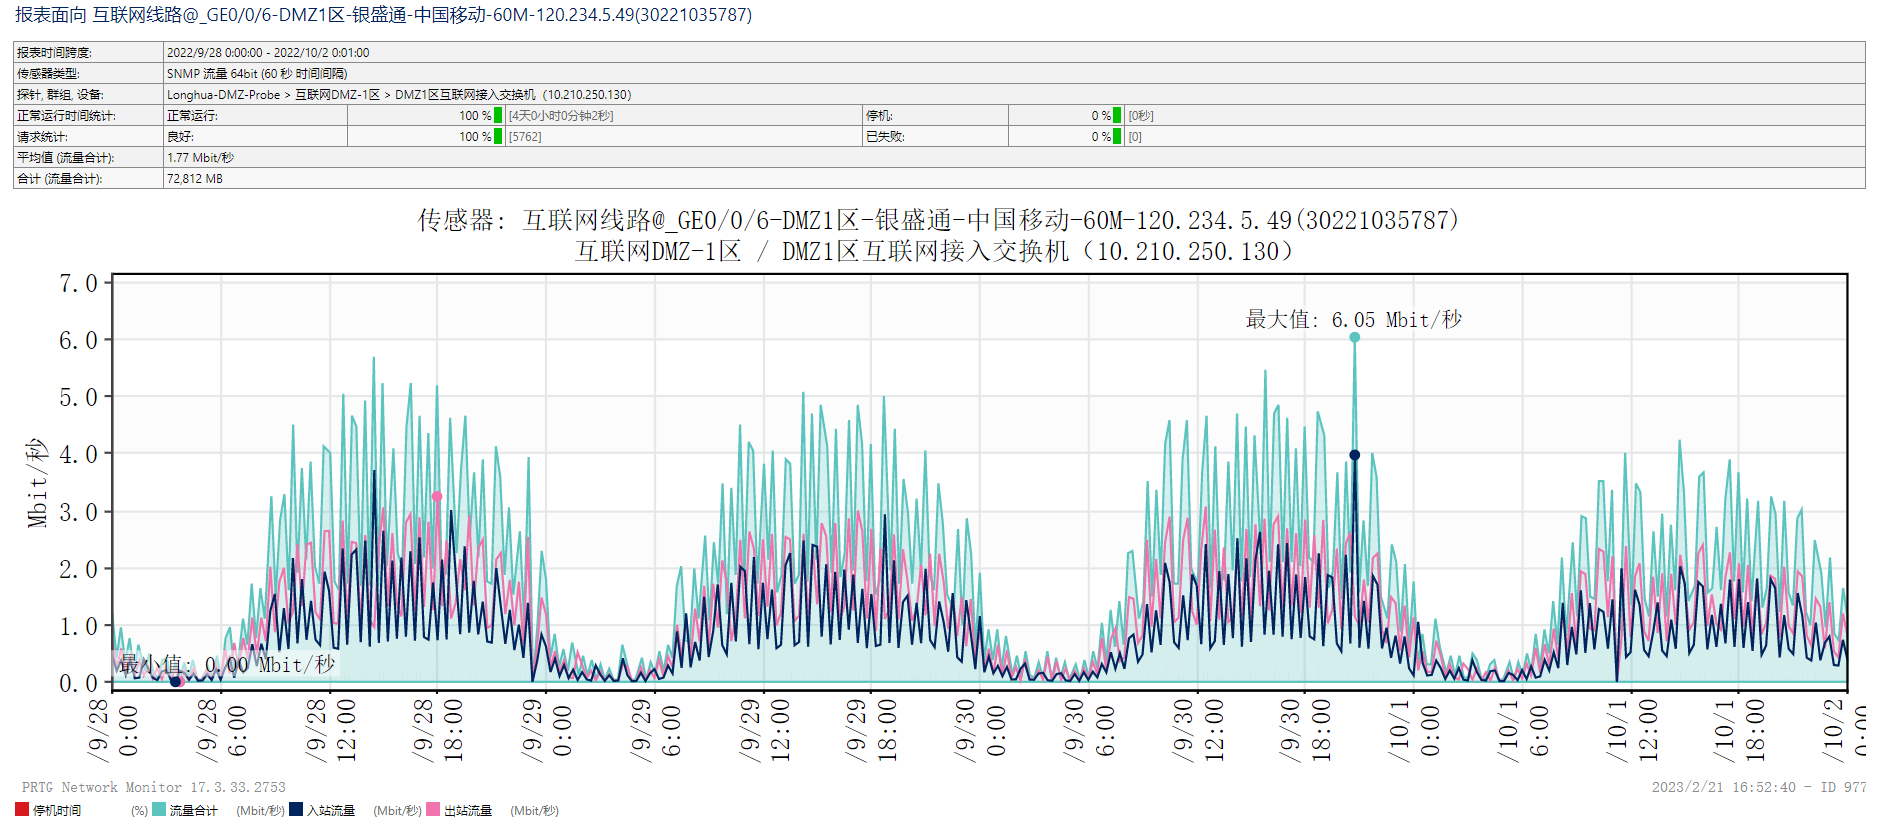 报表面向 互联网线路@_GE0/0/6-DMZ1区-银盛通-中国移动-60M-120.234.5.49(30221035787)
报表时间跨度: 2022/9/28 0:00:00 - 2022/10/2 0:01:00
传感器类型: SNMP 流量 64bit (60 秒 时间间隔)
探针, 群组, 设备: Longhua-DMZ-Probe > 互联网DMZ-1区 > DMZ1区互联网接入交换机（10.210.250.130）
正常运行时间统计: 正常运行: 100 % [4天0小时0分钟2秒] 停机: 0 % [0秒]
请求统计: 良好: 100 % [5762] 已失败: 0 % [0]
平均值 (流量合计): 1.77 Mbit/秒
合计 (流量合计): 72,812 MB
传感器: 互联网线路@_GE0/0/6-DMZ1区-银盛通-中国移动-60M-120.234.5.49(30221035787)
互联网DMZ-1区 / DMZ1区互联网接入交换机（10.210.250.130）
7.0
6.0
5.0
4.0
3.0
2.0
1.0
0.0
Mbit/秒
最大值: 6.05 Mbit/秒
最小值: 0.00 Mbit/秒
/9/28 0:00
/9/28 6:00
/9/28 12:00
/9/28 18:00
/9/29 0:00
/9/29 6:00
/9/29 12:00
/9/29 18:00
/9/30 0:00
/9/30 6:00
/9/30 12:00
/9/30 18:00
/10/1 0:00
/10/1 6:00
/10/1 12:00
/10/1 18:00
/10/2 0:00
PRTG Network Monitor 17.3.33.2753 2023/2/21 16:52:40 - ID 977
停机时间 (%) 流量合计 (Mbit/秒) 入站流量 (Mbit/秒) 出站流量 (Mbit/秒)